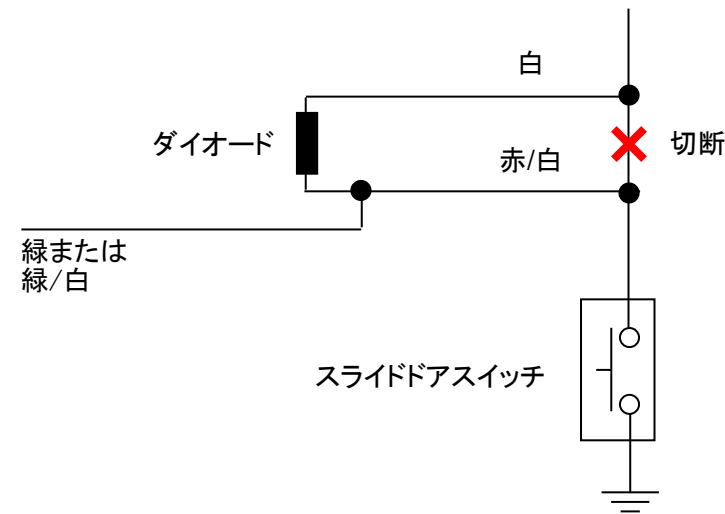 白
ダイオード
切断
赤/白
緑または
緑/白
スライドドアスイッチ